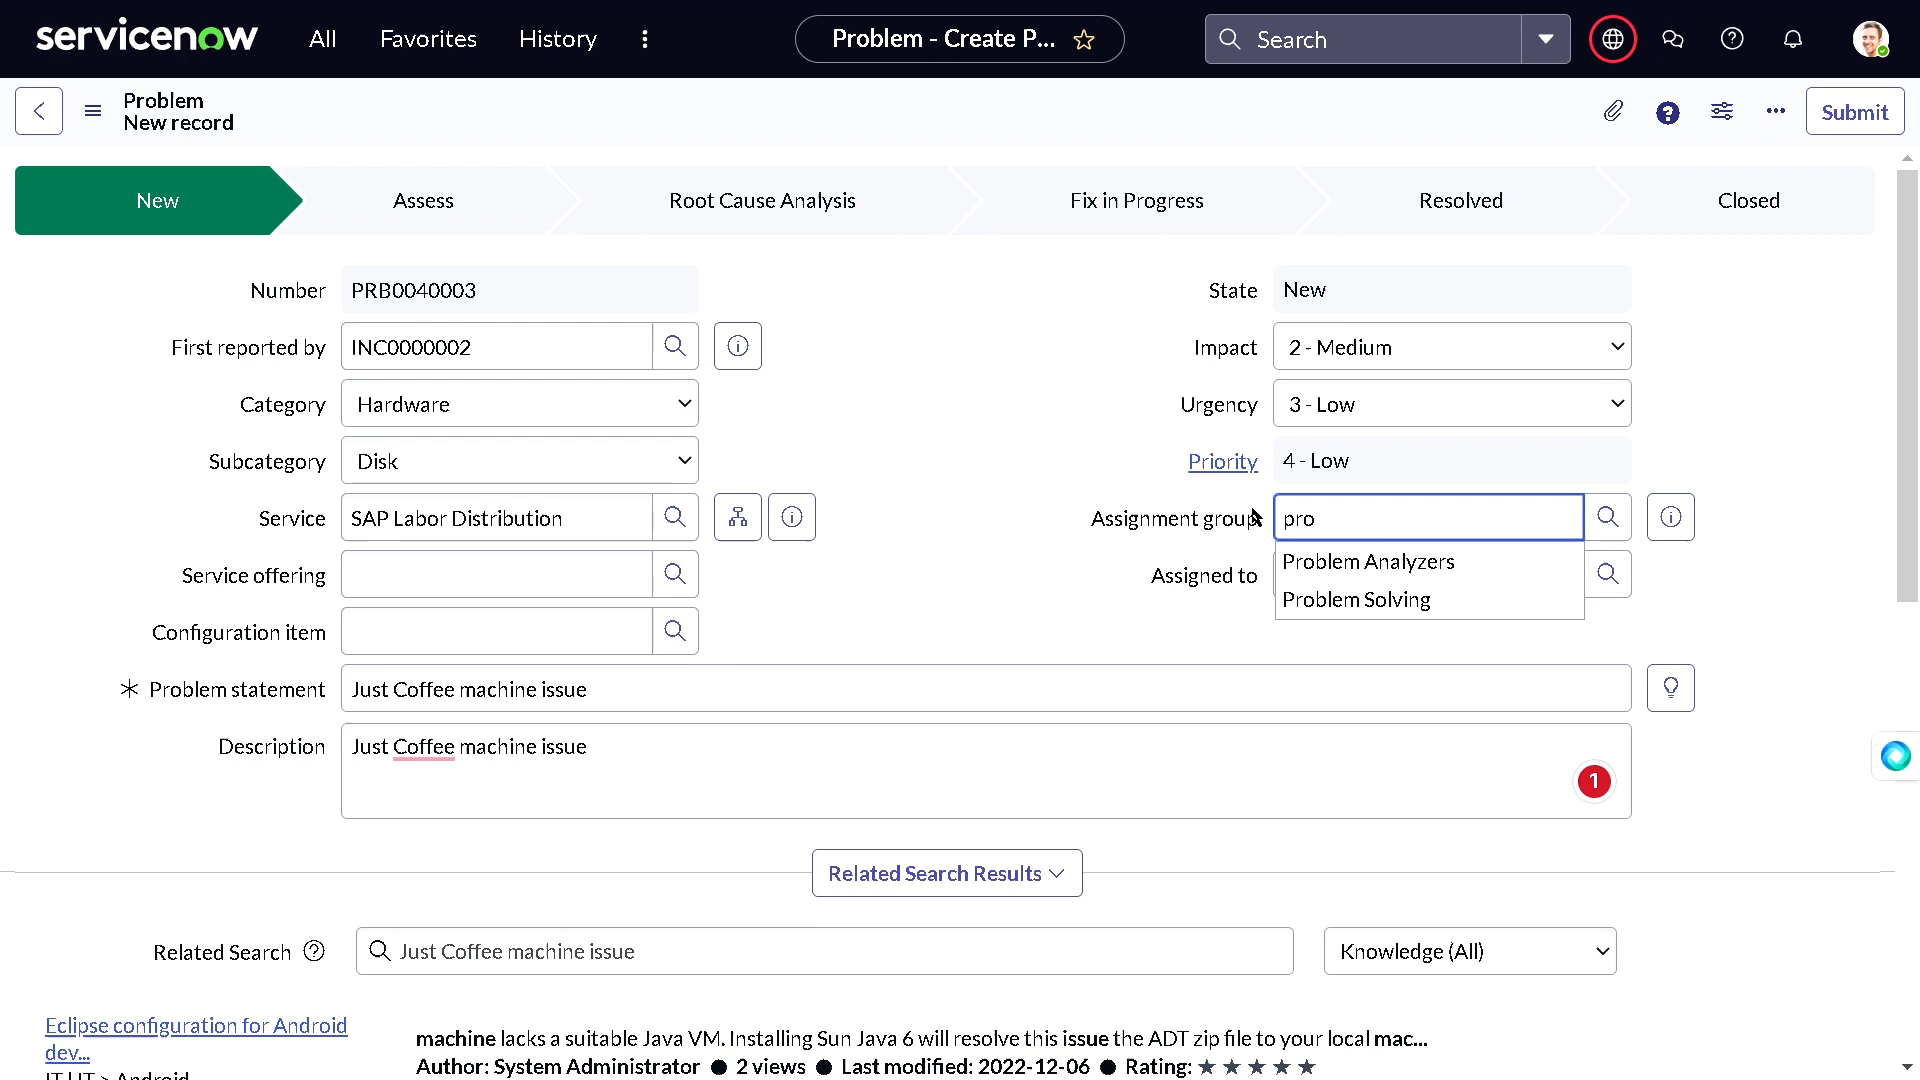 servicenow
All
Favorites
History
Problem - Create P...
Search
Problem
New record
Submit
New
Assess
Root Cause Analysis
Fix in Progress
Resolved
Closed
Number
PRB0040003
State
New
First reported by
INC0000002
Impact
2 - Medium
Category
Hardware
Urgency
3 - Low
Subcategory
Disk
Priority
4 - Low
Service
SAP Labor Distribution
Assignment group
pro
Problem Analyzers
Problem Solving
Service offering
Assigned to
Configuration item
Problem statement
Just Coffee machine issue
Description
Just Coffee machine issue
1
Related Search Results
Related Search
Just Coffee machine issue
Knowledge (All)
Eclipse configuration for Android
dev...
machine lacks a suitable Java VM. Installing Sun Java 6 will resolve this issue the ADT zip file to your local mac...
Author: System Administrator ● 2 views ● Last modified: 2022-12-06 ● Rating: ★ ★ ★ ★ ★